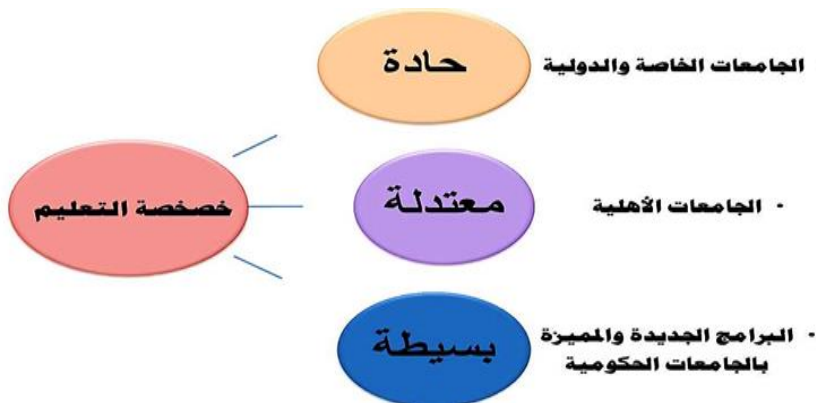 خصخصة التعليم
حادة
الجامعات الخاصة والدولية
معتدلة
· الجامعات الأهلية
بسيطة
· البرامج الجديدة والمميزة
بالجامعات الحكومية